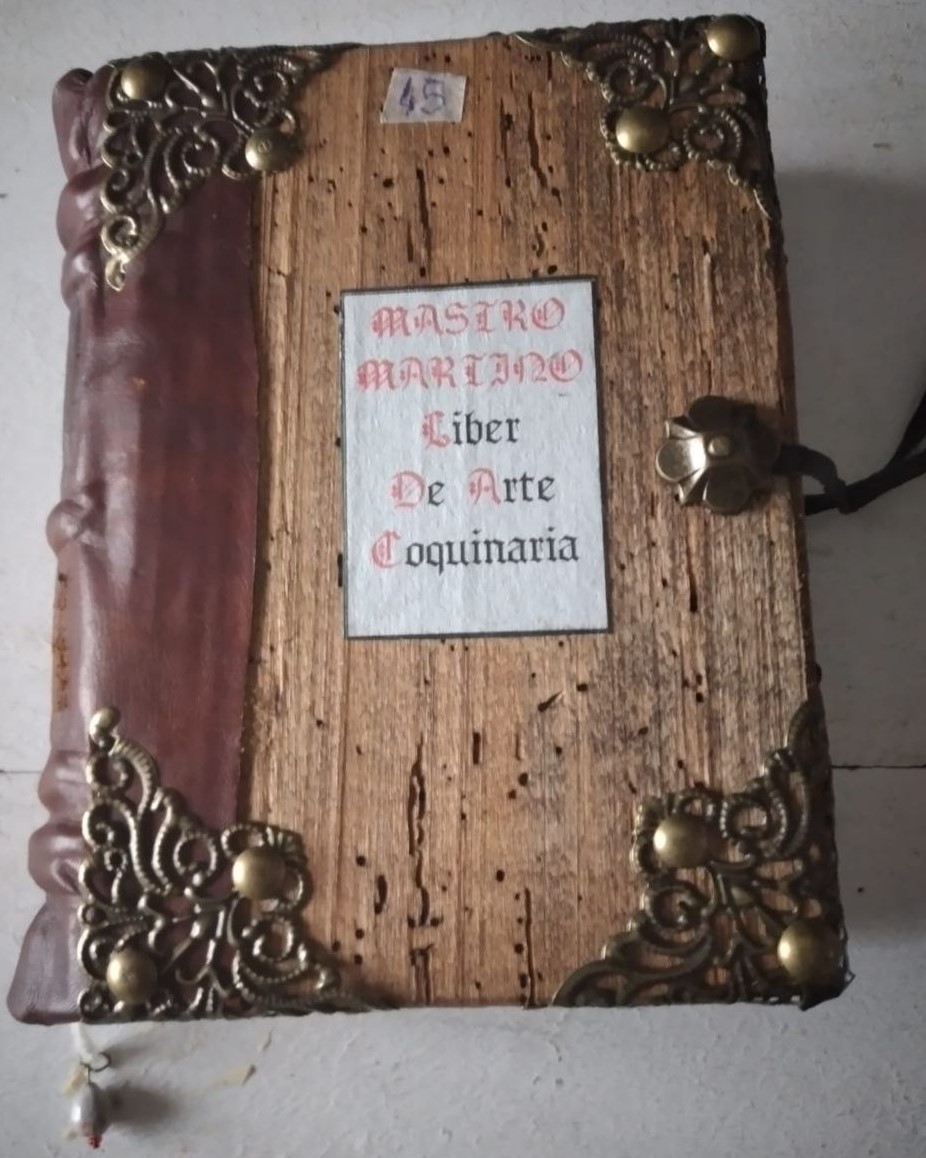 45
MASTRO
MARTINO
Liber
De Arte
Coquinaria